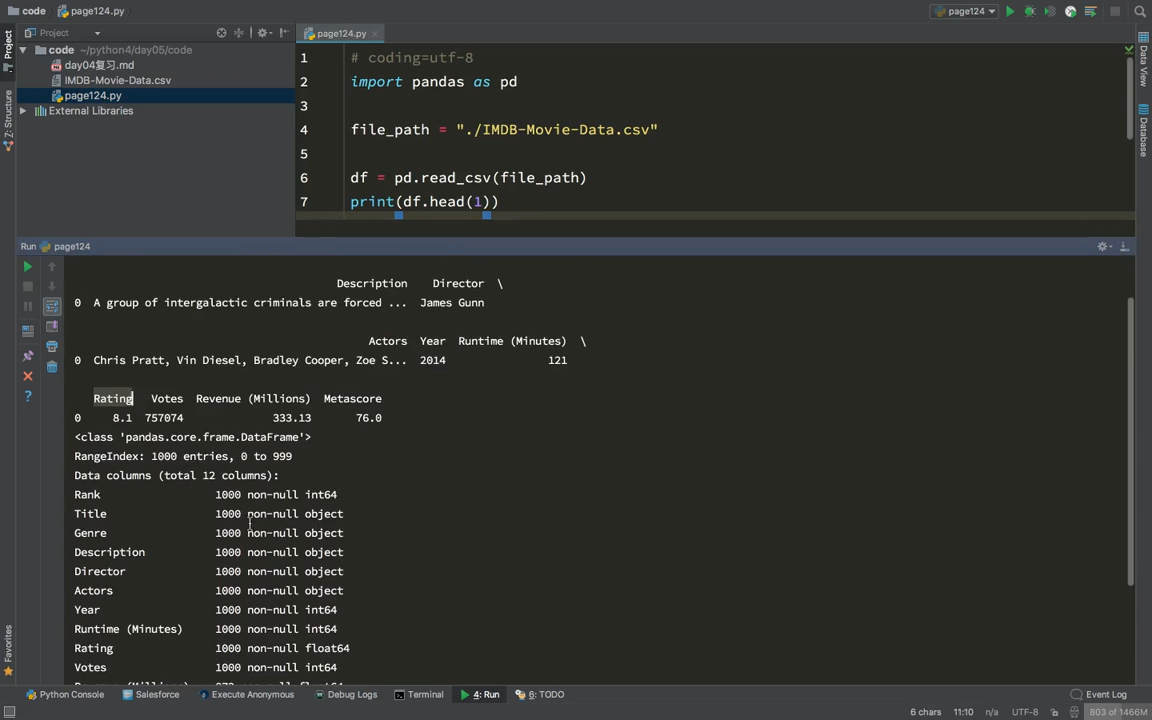 code page124.py
page124
Project
code ~/python4/day05/code
day04复习.md
IMDB-Movie-Data.csv
page124.py
External Libraries
Project
Z: Structure
Favorites
Data View
Database
page124.py
1 # coding=utf-8
2 import pandas as pd
3
4 file_path = "./IMDB-Movie-Data.csv"
5
6 df = pd.read_csv(file_path)
7 print(df.head(1))
Run page124
Description Director \
0 A group of intergalactic criminals are forced ... James Gunn
Actors Year Runtime (Minutes) \
0 Chris Pratt, Vin Diesel, Bradley Cooper, Zoe S... 2014 121
Rating Votes Revenue (Millions) Metascore
0 8.1 757074 333.13 76.0
<class 'pandas.core.frame.DataFrame'>
RangeIndex: 1000 entries, 0 to 999
Data columns (total 12 columns):
Rank 1000 non-null int64
Title 1000 non-null object
Genre 1000 non-null object
Description 1000 non-null object
Director 1000 non-null object
Actors 1000 non-null object
Year 1000 non-null int64
Runtime (Minutes) 1000 non-null int64
Rating 1000 non-null float64
Votes 1000 non-null int64
Python Console SciView Salesforce Execute Anonymous Debug Logs Terminal 4: Run 6: TODO Event Log
6 chars 11:10 n/a UTF-8 803 of 1466M